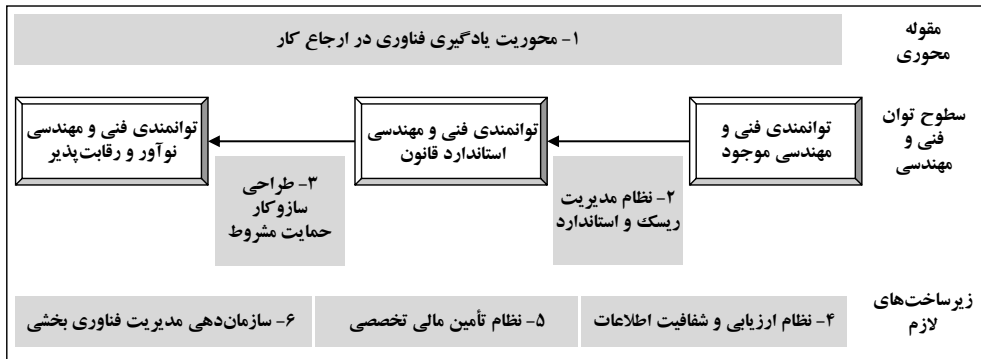 مقوله
محوری
۱- محوریت یادگیری فناوری در ارجاع کار
سطوح توان
فنی و
مهندسی
توانمندی فنی و
مهندسی موجود
توانمندی فنی و مهندسی
استاندارد قانون
توانمندی فنی و مهندسی
نوآور و رقابت‌پذیر
۲- نظام مدیریت
ریسک و استاندارد
۳- طراحی
سازوکار
حمایت مشروط
زیرساخت‌های
لازم
۴- نظام ارزیابی و شفافیت اطلاعات
۵- نظام تأمین مالی تخصصی
۶- سازمان‌دهی مدیریت فناوری بخشی